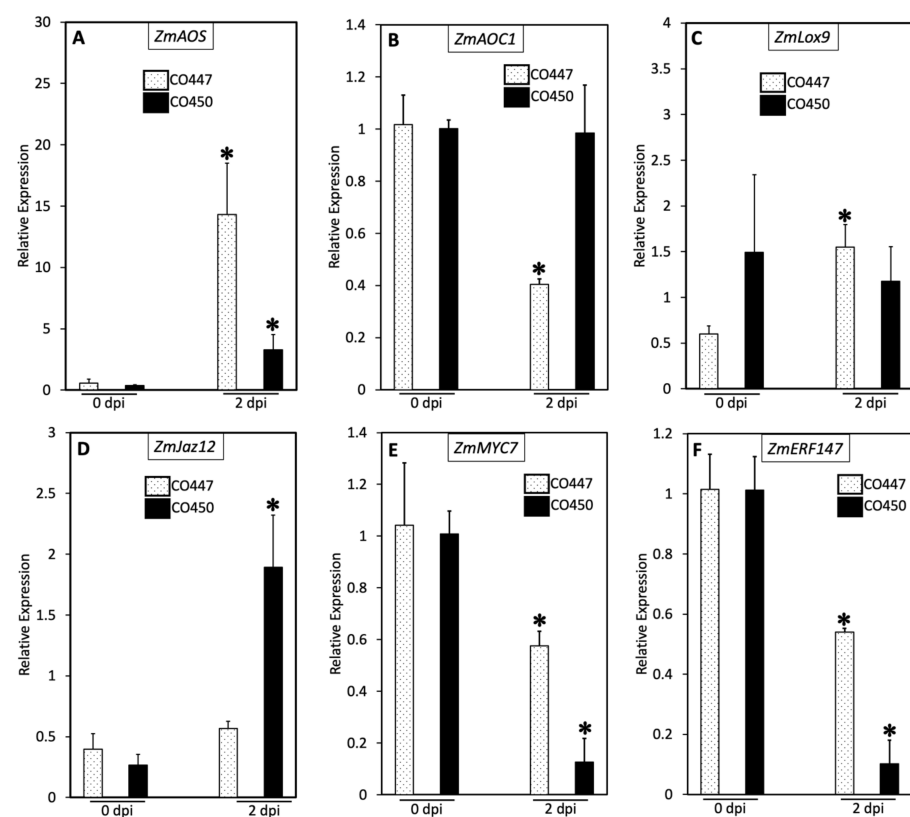 A
ZmAOS
CO447
CO450
Relative Expression
30
25
20
15
10
5
0
*
*
0 dpi
2 dpi
B
ZmAOC1
CO447
CO450
Relative Expression
1.4
1.2
1
0.8
0.6
0.4
0.2
0
*
0 dpi
2 dpi
C
ZmLox9
CO447
CO450
Relative Expression
4
3.5
3
2.5
2
1.5
1
0.5
0
*
0 dpi
2 dpi
D
ZmJaz12
CO447
CO450
Relative Expression
3
2.5
2
1.5
1
0.5
0
*
0 dpi
2 dpi
E
ZmMYC7
CO447
CO450
Relative Expression
1.4
1.2
1
0.8
0.6
0.4
0.2
0
*
*
0 dpi
2 dpi
F
ZmERF147
CO447
CO450
Relative Expression
1.2
1
0.8
0.6
0.4
0.2
0
*
*
0 dpi
2 dpi